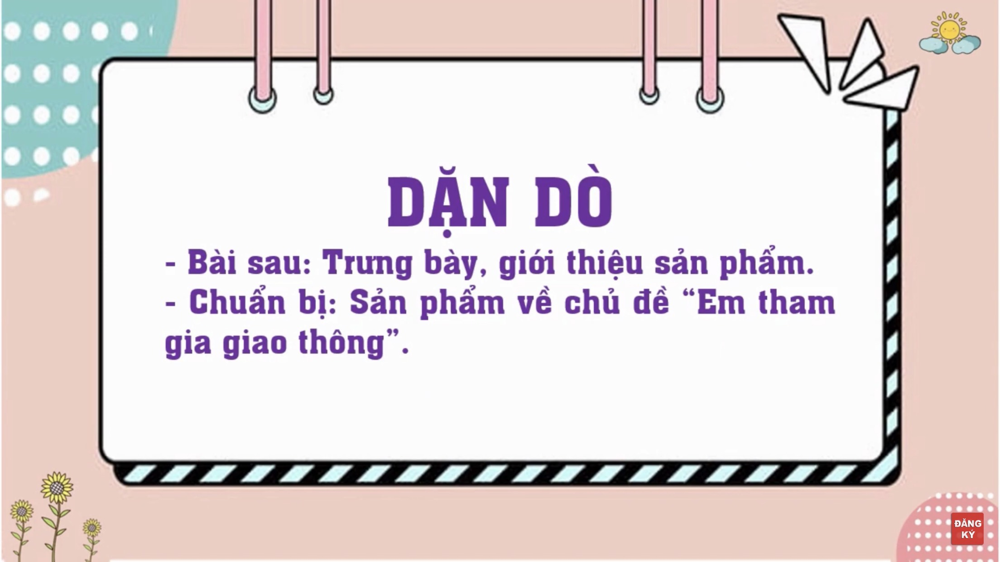 DẶN DÒ
- Bài sau: Trưng bày, giới thiệu sản phẩm.
- Chuẩn bị: Sản phẩm về chủ đề “Em tham
gia giao thông”.
ĐĂNG
KÝ